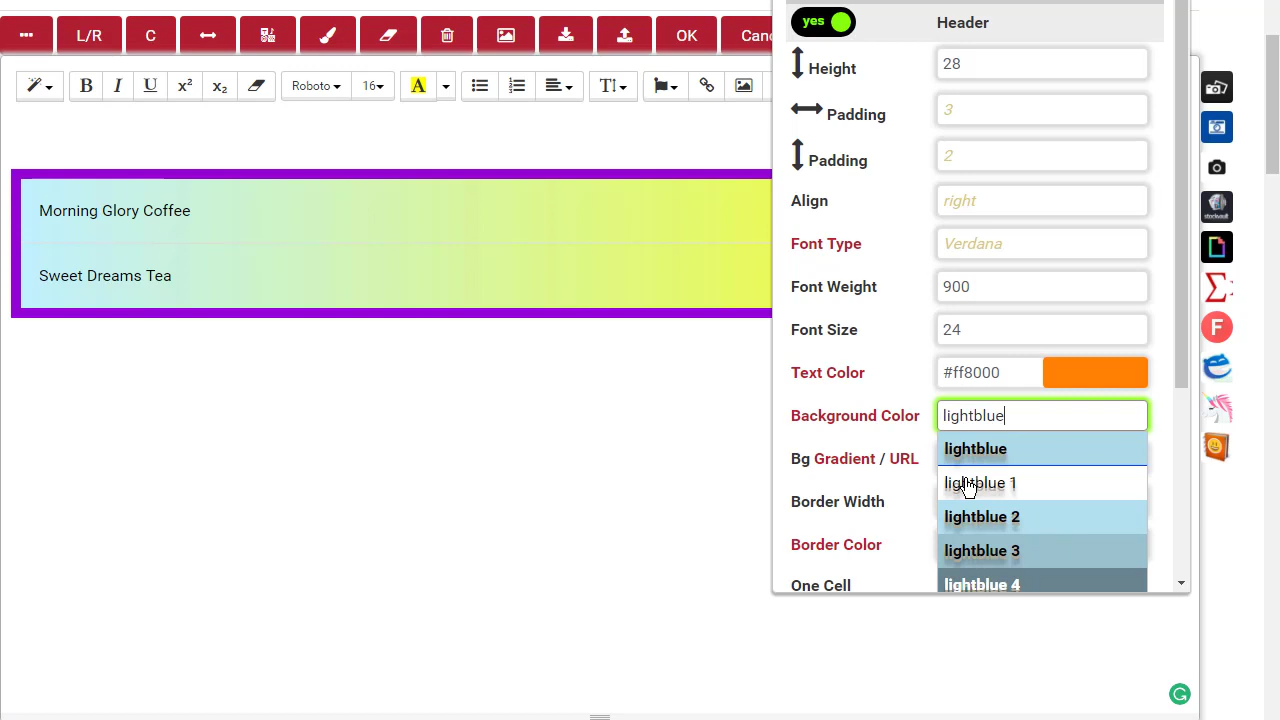 yes
Header
L/R
C
OK
Can
Height
28
B
I
U
x²
x₂
Roboto
16
A
T
Padding
3
Padding
2
Align
right
Morning Glory Coffee
Font Type
Verdana
Sweet Dreams Tea
Font Weight
900
Font Size
24
Text Color
#ff8000
Background Color
lightblue
lightblue
Bg Gradient / URL
lightblue 1
Border Width
lightblue 2
Border Color
lightblue 3
One Cell
lightblue 4
stockvault
Σ
F